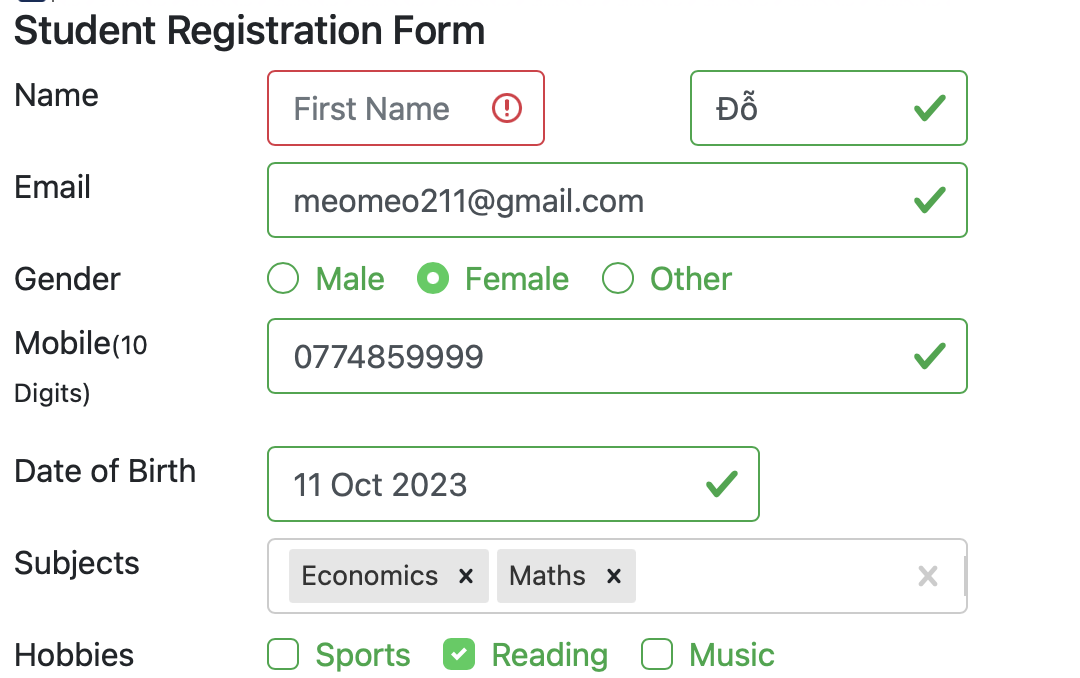 Student Registration Form
Name First Name Đỗ
Email meomeo211@gmail.com
Gender Male Female Other
Mobile(10 0774859999
Digits)
Date of Birth 11 Oct 2023
Subjects Economics Maths
Hobbies Sports Reading Music